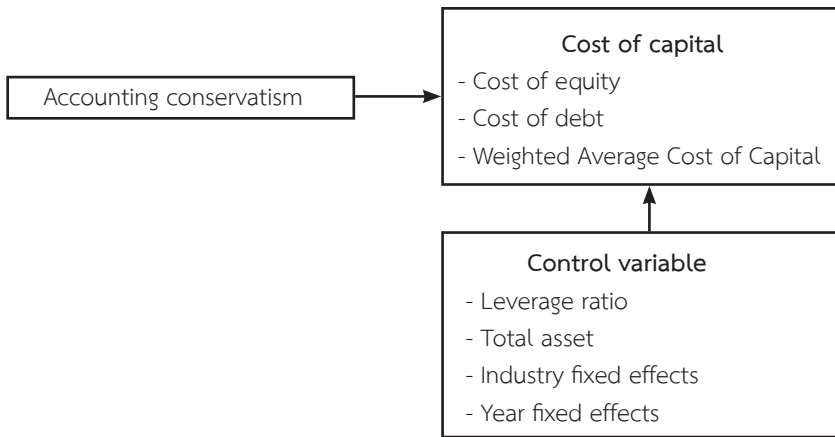 Cost of capital
- Cost of equity
- Cost of debt
- Weighted Average Cost of Capital
Accounting conservatism
Control variable
- Leverage ratio
- Total asset
- Industry fixed effects
- Year fixed effects